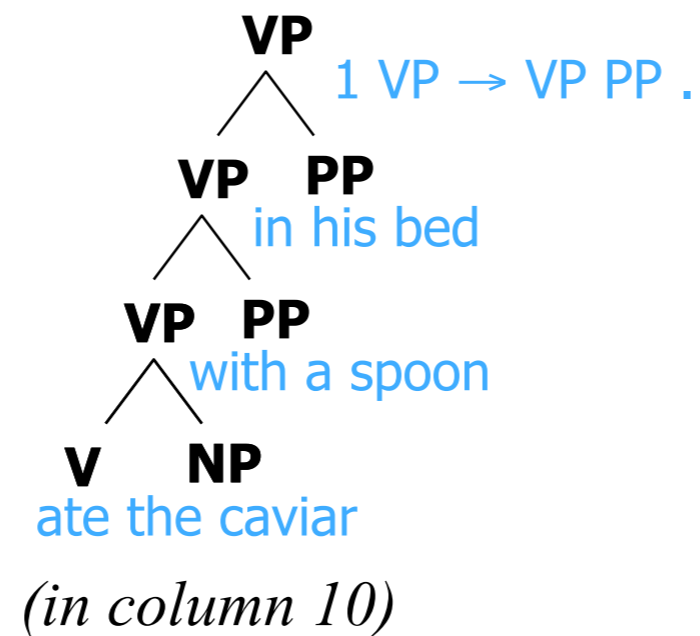 VP
1 VP → VP PP .
VP PP
in his bed
VP PP
with a spoon
V NP
ate the caviar
(in column 10)